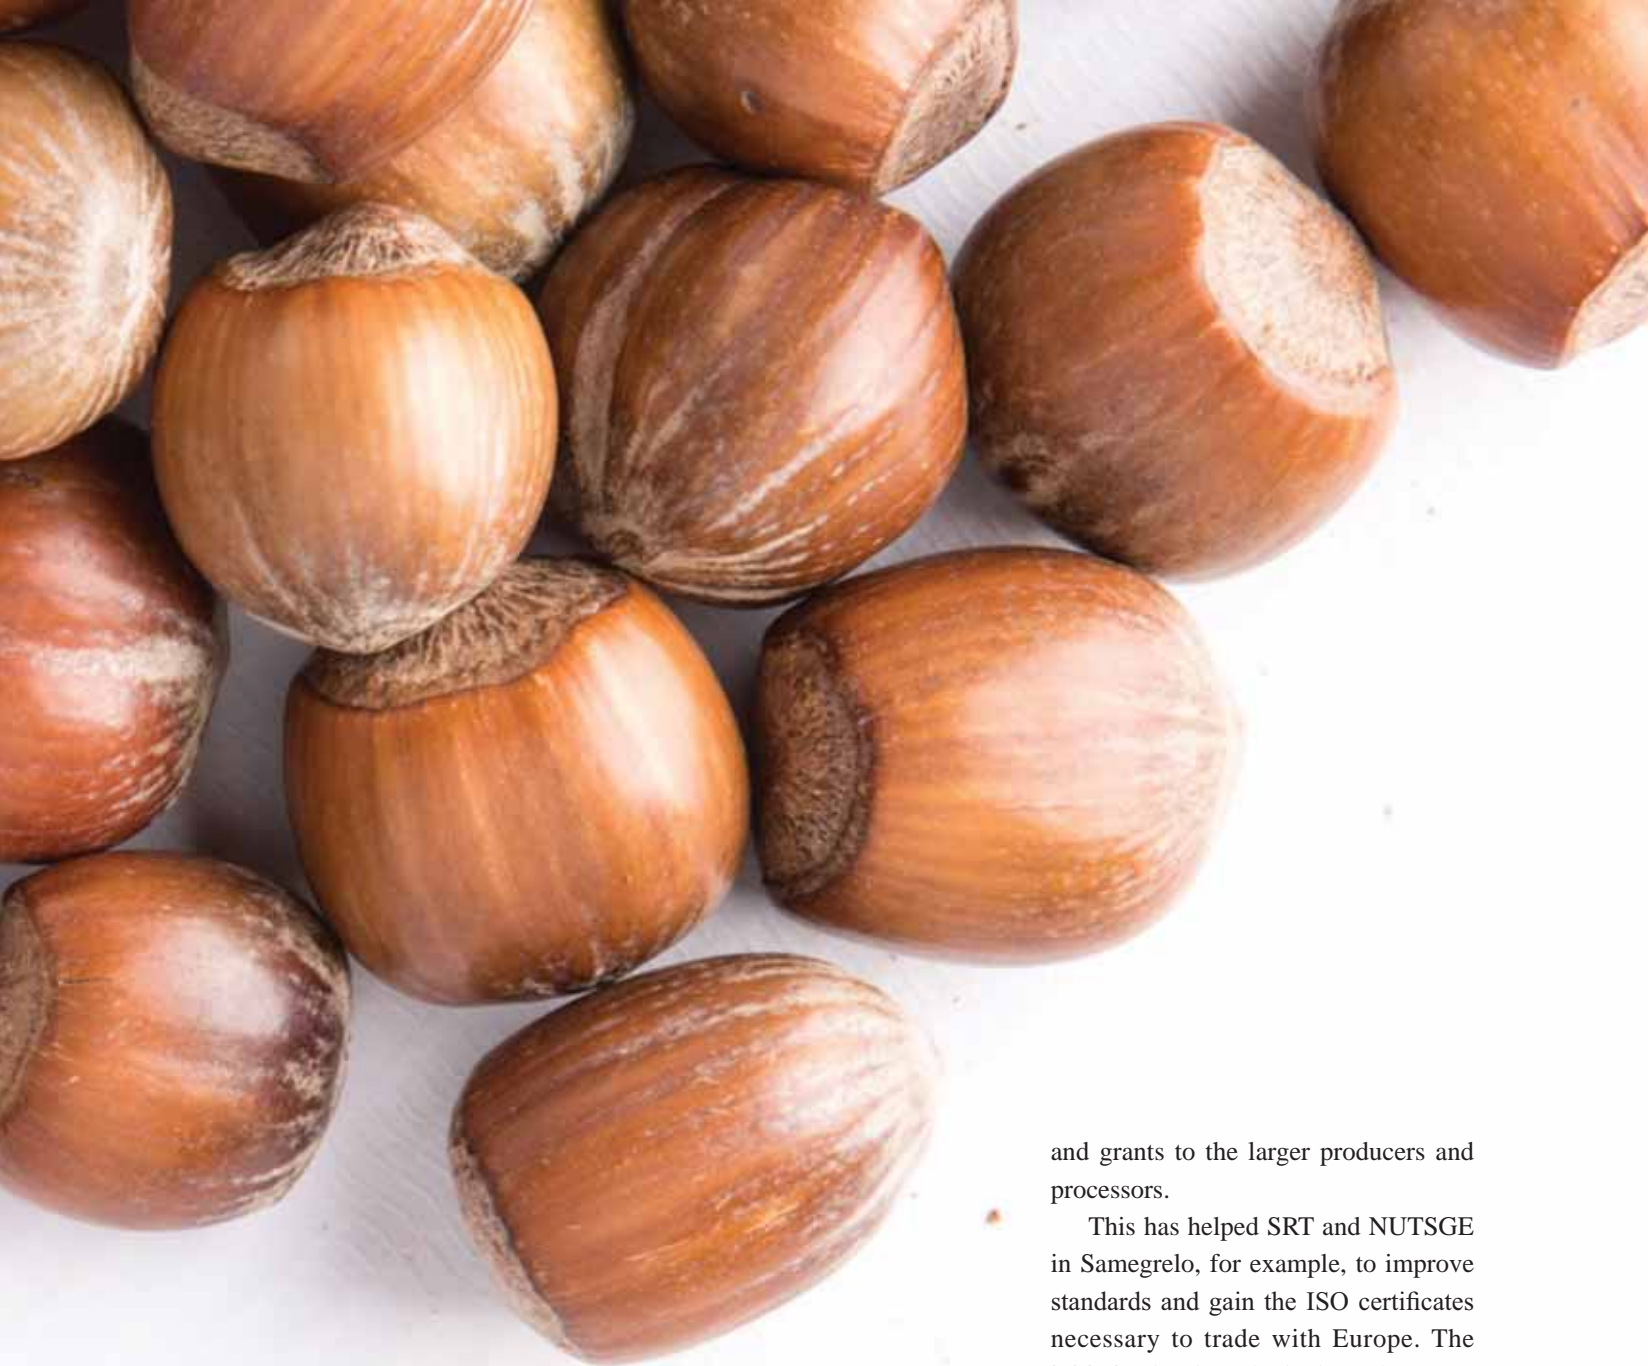 and grants to the larger producers and
processors.
This has helped SRT and NUTSGE
in Samegrelo, for example, to improve
standards and gain the ISO certificates
necessary to trade with Europe. The